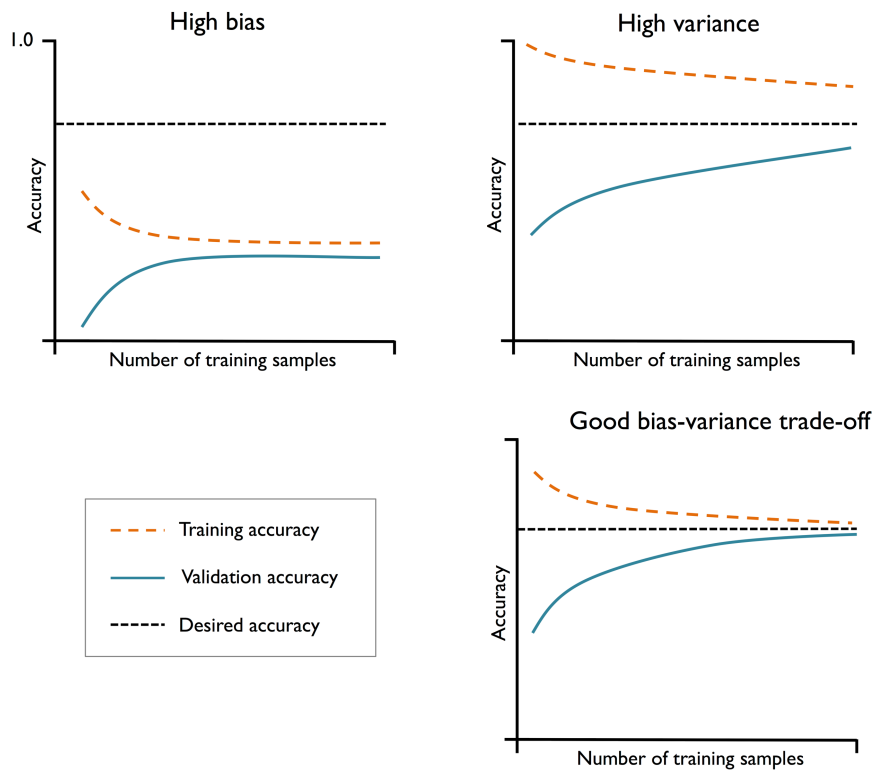 High bias
1.0
Accuracy
Number of training samples
High variance
Accuracy
Number of training samples
Good bias-variance trade-off
Accuracy
Number of training samples
Training accuracy
Validation accuracy
Desired accuracy